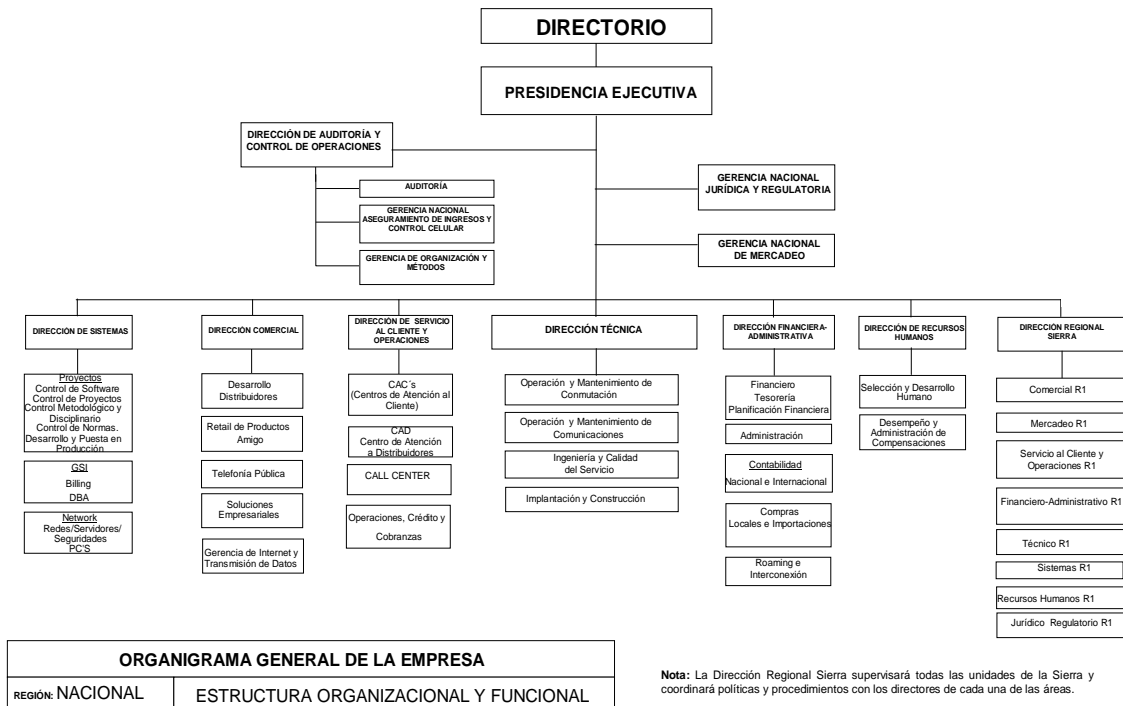 DIRECTORIO
PRESIDENCIA EJECUTIVA
DIRECCIÓN DE AUDITORÍA Y
CONTROL DE OPERACIONES
AUDITORÍA
GERENCIA NACIONAL
ASEGURAMIENTO DE INGRESOS Y
CONTROL CELULAR
GERENCIA DE ORGANIZACIÓN Y
MÉTODOS
GERENCIA NACIONAL
JURÍDICA Y REGULATORIA
GERENCIA NACIONAL
DE MERCADEO
DIRECCIÓN DE SISTEMAS
Proyectos
Control de Software
Control de Proyectos
Control Metodológico y
Disciplinario
Control de Normas.
Desarrollo y Puesta en
Producción
GSI
Billing
DBA
Network
Redes/Servidores/
Seguridades
PC'S
DIRECCIÓN COMERCIAL
Desarrollo
Distribuidores
Retail de Productos
Amigo
Telefonía Pública
Soluciones
Empresariales
Gerencia de Internet y
Transmisión de Datos
DIRECCIÓN DE SERVICIO
AL CLIENTE Y
OPERACIONES
CAC´s
(Centros de Atención al
Cliente)
CAD
Centro de Atención
a Distribuidores
CALL CENTER
Operaciones, Crédito y
Cobranzas
DIRECCIÓN TÉCNICA
Operación y Mantenimiento de
Conmutación
Operación y Mantenimiento de
Comunicaciones
Ingeniería y Calidad
del Servicio
Implantación y Construcción
DIRECCIÓN FINANCIERA-
ADMINISTRATIVA
Financiero
Tesorería
Planificación Financiera
Administración
Contabilidad
Nacional e Internacional
Compras
Locales e Importaciones
Roaming e
Interconexión
DIRECCIÓN DE RECURSOS
HUMANOS
Selección y Desarrollo
Humano
Desempeño y
Administración de
Compensaciones
DIRECCIÓN REGIONAL
SIERRA
Comercial R1
Mercadeo R1
Servicio al Cliente y
Operaciones R1
Financiero-Administrativo R1
Técnico R1
Sistemas R1
Recursos Humanos R1
Jurídico Regulatorio R1
ORGANIGRAMA GENERAL DE LA EMPRESA
REGIÓN: NACIONAL
ESTRUCTURA ORGANIZACIONAL Y FUNCIONAL
Nota: La Dirección Regional Sierra supervisará todas las unidades de la Sierra y
coordinará políticas y procedimientos con los directores de cada una de las áreas.